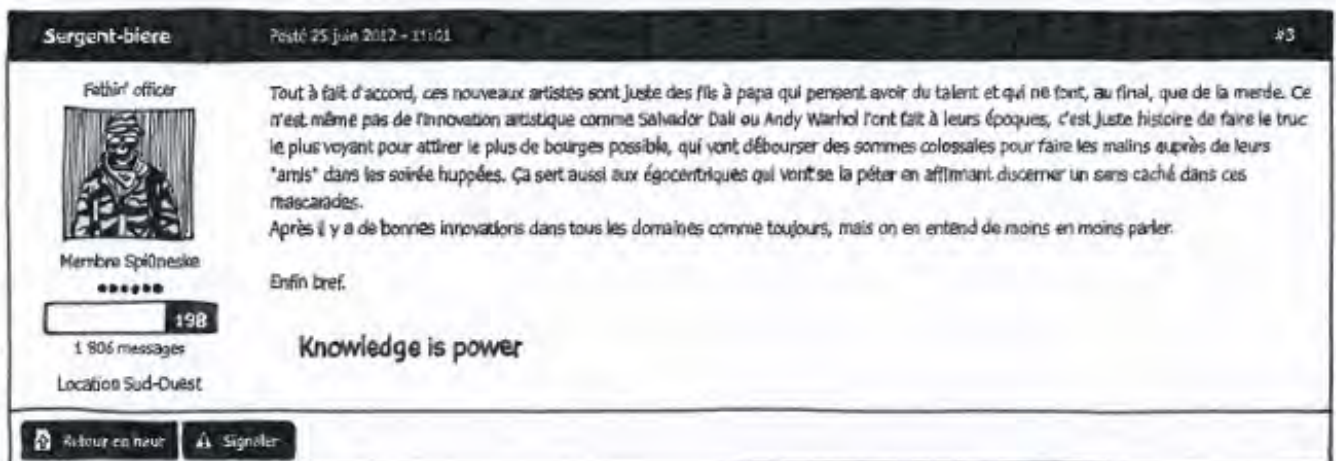 Sergent-biere
Posté 25 juin 2012 - 11:01
#3
Fethin' officer
Tout à fait d'accord, ces nouveaux artistes sont juste des fils à papa qui pensent avoir du talent et qui ne font, au final, que de la merde. Ce
n'est même pas de l'innovation artistique comme Salvador Dali ou Andy Warhol l'ont fait à leurs époques, c'est juste histoire de faire le truc
le plus voyant pour attirer le plus de bourges possible, qui vont débourser des sommes colossales pour faire les malins auprès de leurs
"amis" dans les soirée huppées. Ça sert aussi aux égocentriques qui vont se la péter en affirmant discerner un sens caché dans ces
mascarades.
Après il y a de bonnes innovations dans tous les domaines comme toujours, mais on en entend de moins en moins parler.
Membre
Enfin bref.
198
1 806 messages
Knowledge is power
Location Sud-Ouest
Retour en haut
Signaler